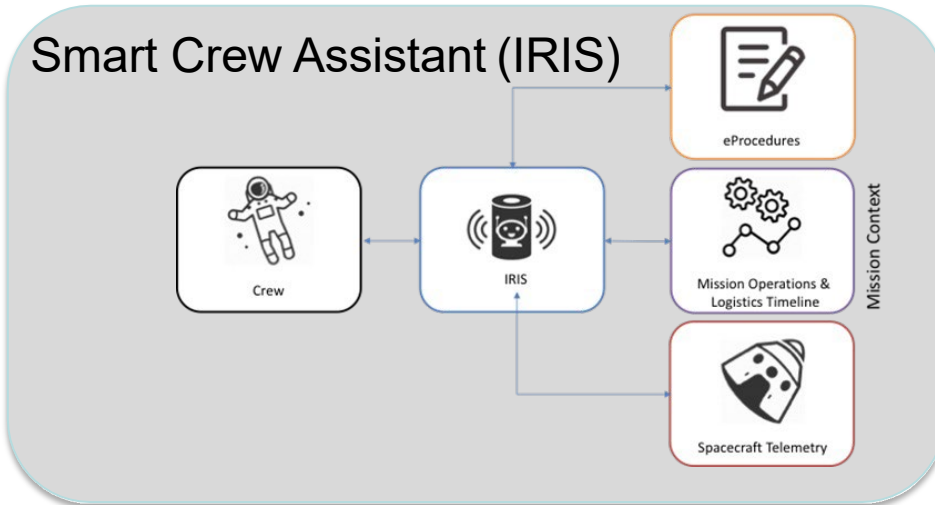 Smart Crew Assistant (IRIS)
eProcedures
Crew
IRIS
Mission Operations &
Logistics Timeline
Mission Context
Spacecraft Telemetry